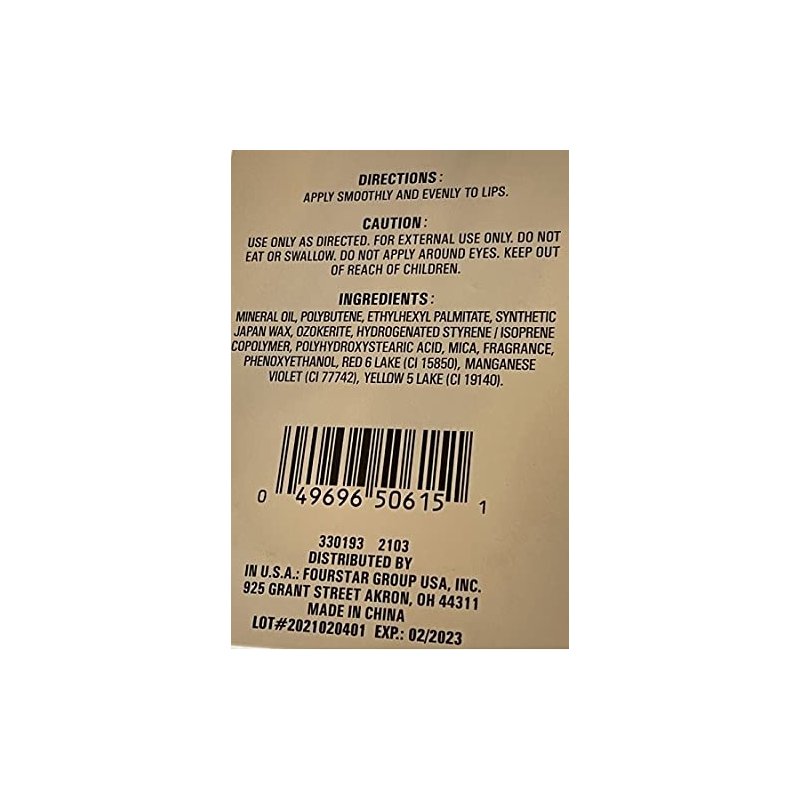 DIRECTIONS:
APPLY SMOOTHLY AND EVENLY TO LIPS.
CAUTION:
USE ONLY AS DIRECTED. FOR EXTERNAL USE ONLY. DO NOT
EAT OR SWALLOW. DO NOT APPLY AROUND EYES. KEEP OUT
OF REACH OF CHILDREN.
INGREDIENTS:
MINERAL OIL, POLYBUTENE, ETHYLHEXYL PALMITATE, SYNTHETIC
JAPAN WAX, OZOKERITE, HYDROGENATED STYRENE / ISOPRENE
COPOLYMER, POLYHYDROXYSTEARIC ACID, MICA, FRAGRANCE,
PHENOXYETHANOL, RED 6 LAKE (CI 15850), MANGANESE
VIOLET (CI 77742), YELLOW 5 LAKE (CI 19140).
0 49696 50615 1
330193 2103
DISTRIBUTED BY
IN U.S.A.: FOURSTAR GROUP USA, INC.
925 GRANT STREET AKRON, OH 44311
MADE IN CHINA
LOT#2021020401 EXP.: 02/2023